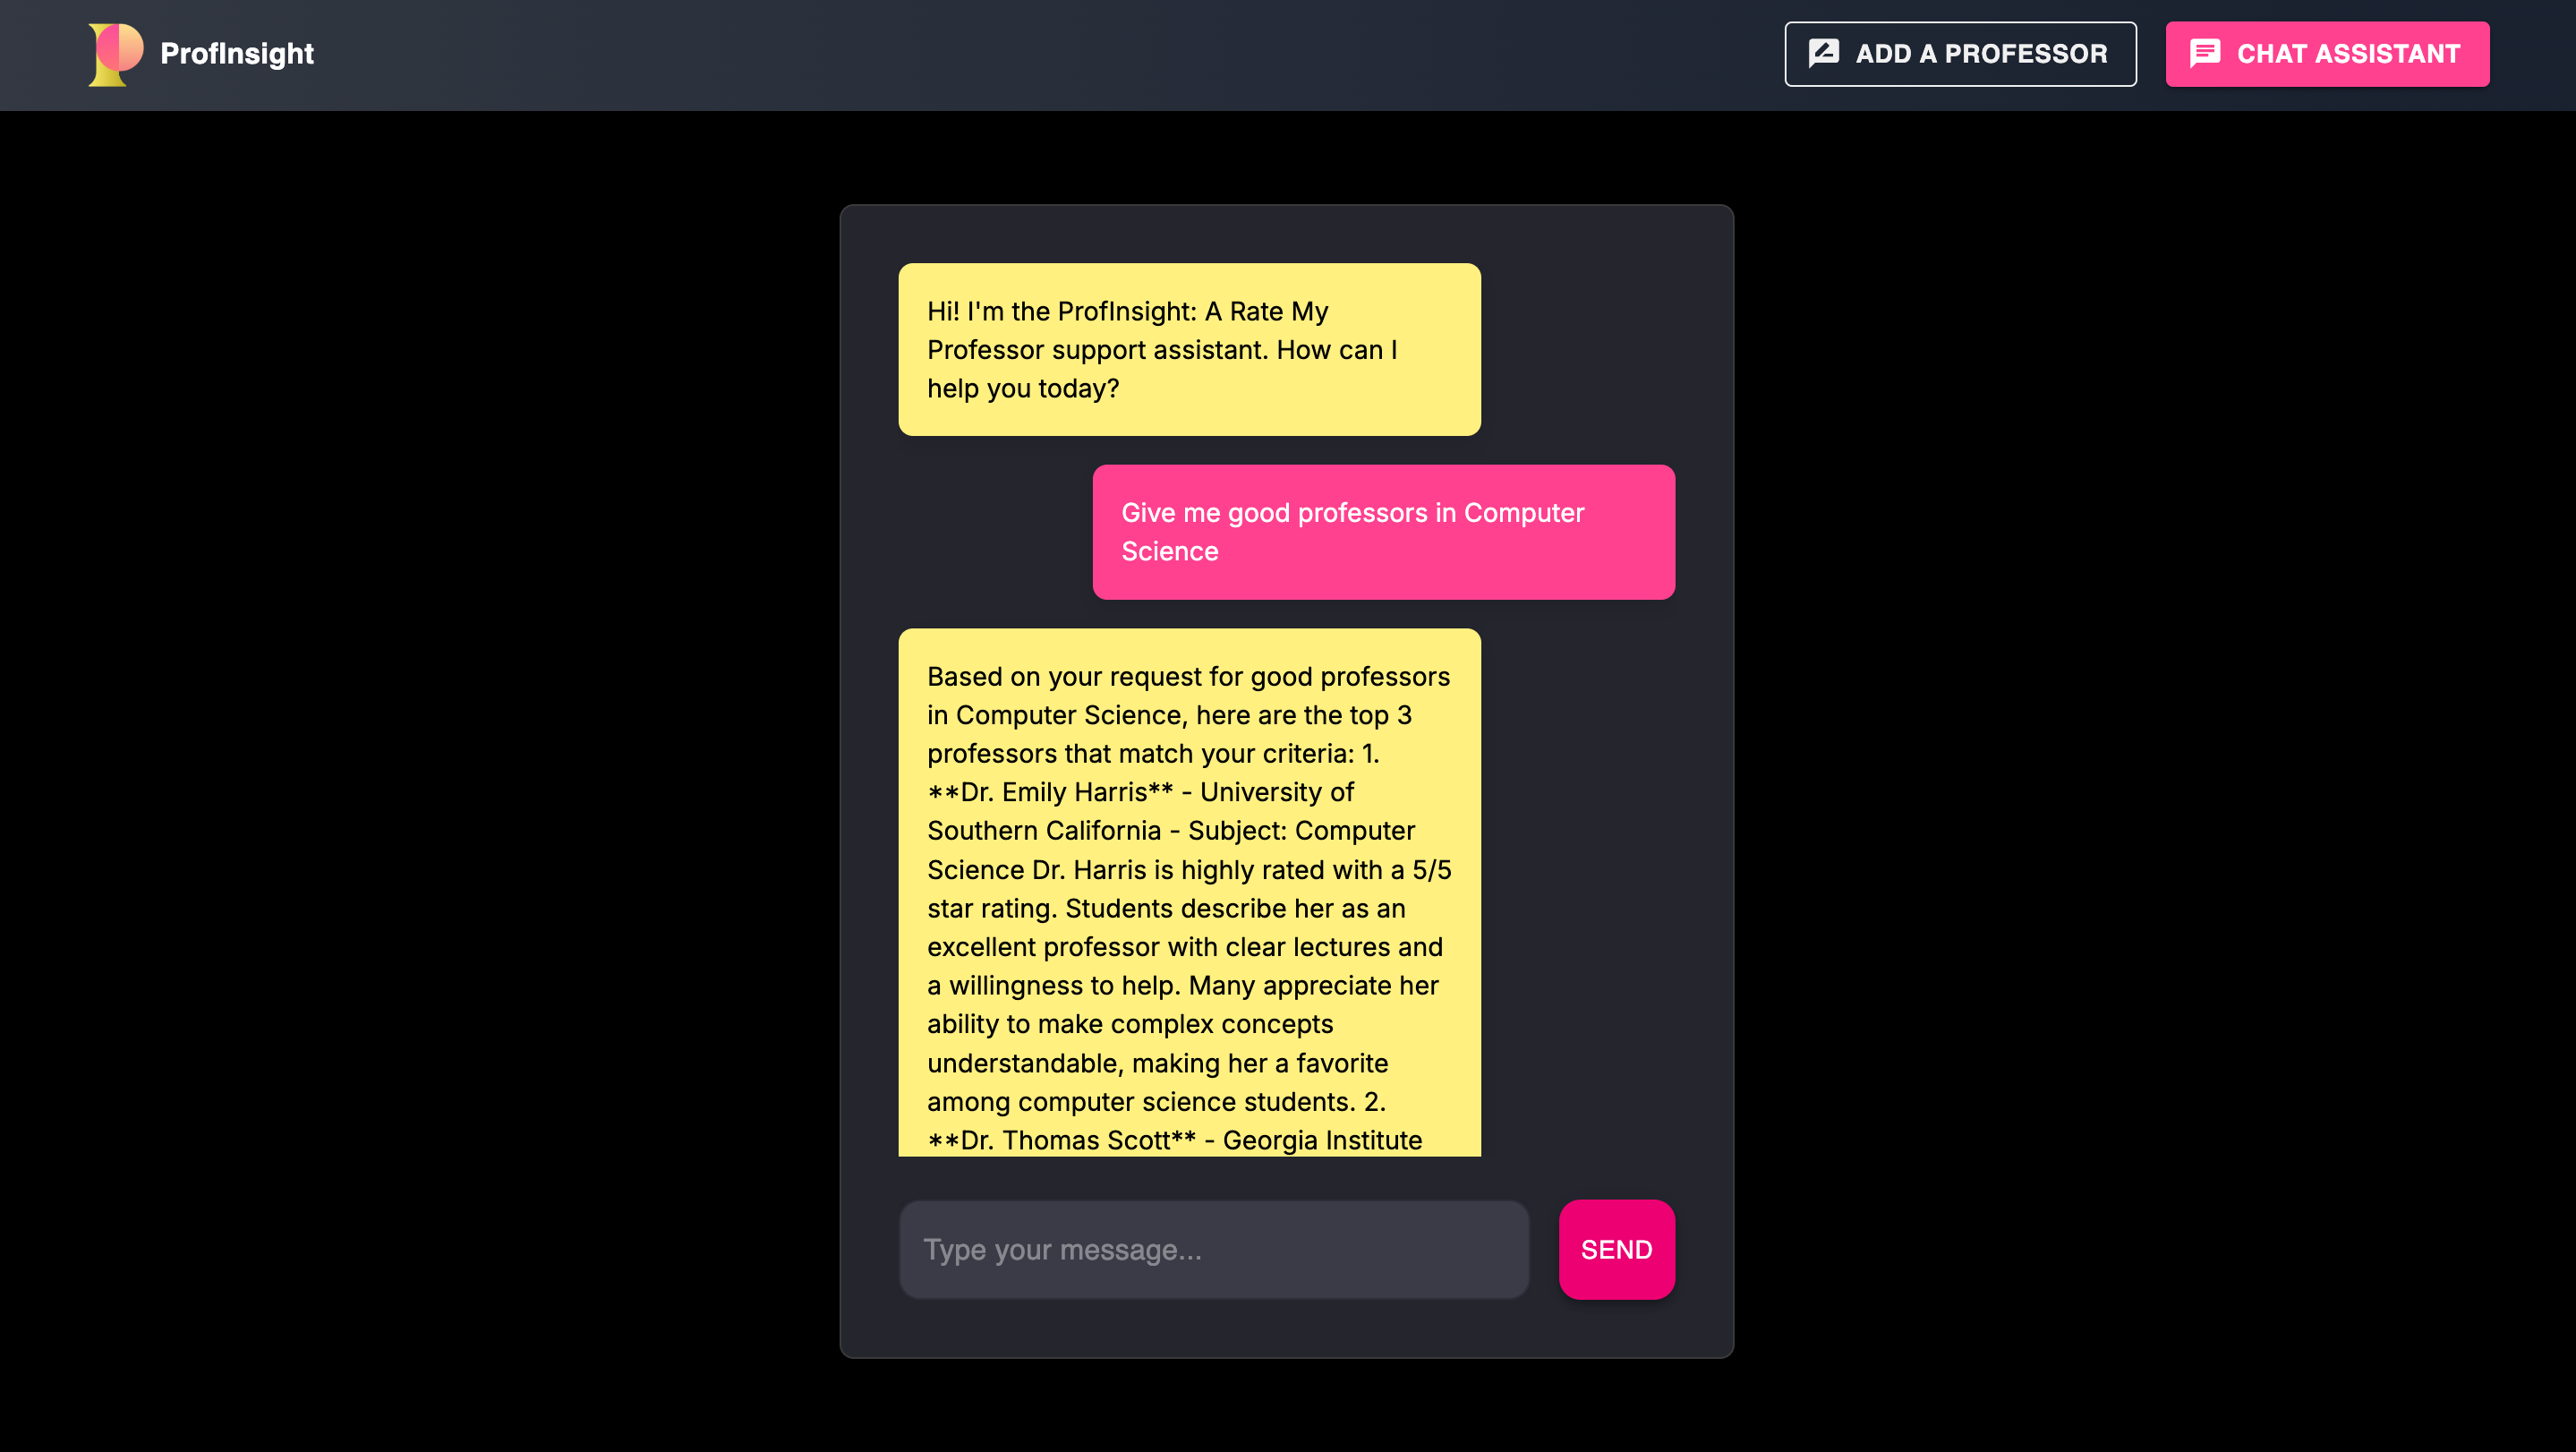 ProfInsight
ADD A PROFESSOR
CHAT ASSISTANT
Hi! I'm the ProfInsight: A Rate My
Professor support assistant. How can I
help you today?
Give me good professors in Computer
Science
Based on your request for good professors
in Computer Science, here are the top 3
professors that match your criteria: 1.
**Dr. Emily Harris** - University of
Southern California - Subject: Computer
Science Dr. Harris is highly rated with a 5/5
star rating. Students describe her as an
excellent professor with clear lectures and
a willingness to help. Many appreciate her
ability to make complex concepts
understandable, making her a favorite
among computer science students. 2.
**Dr. Thomas Scott** - Georgia Institute
Type your message...
SEND